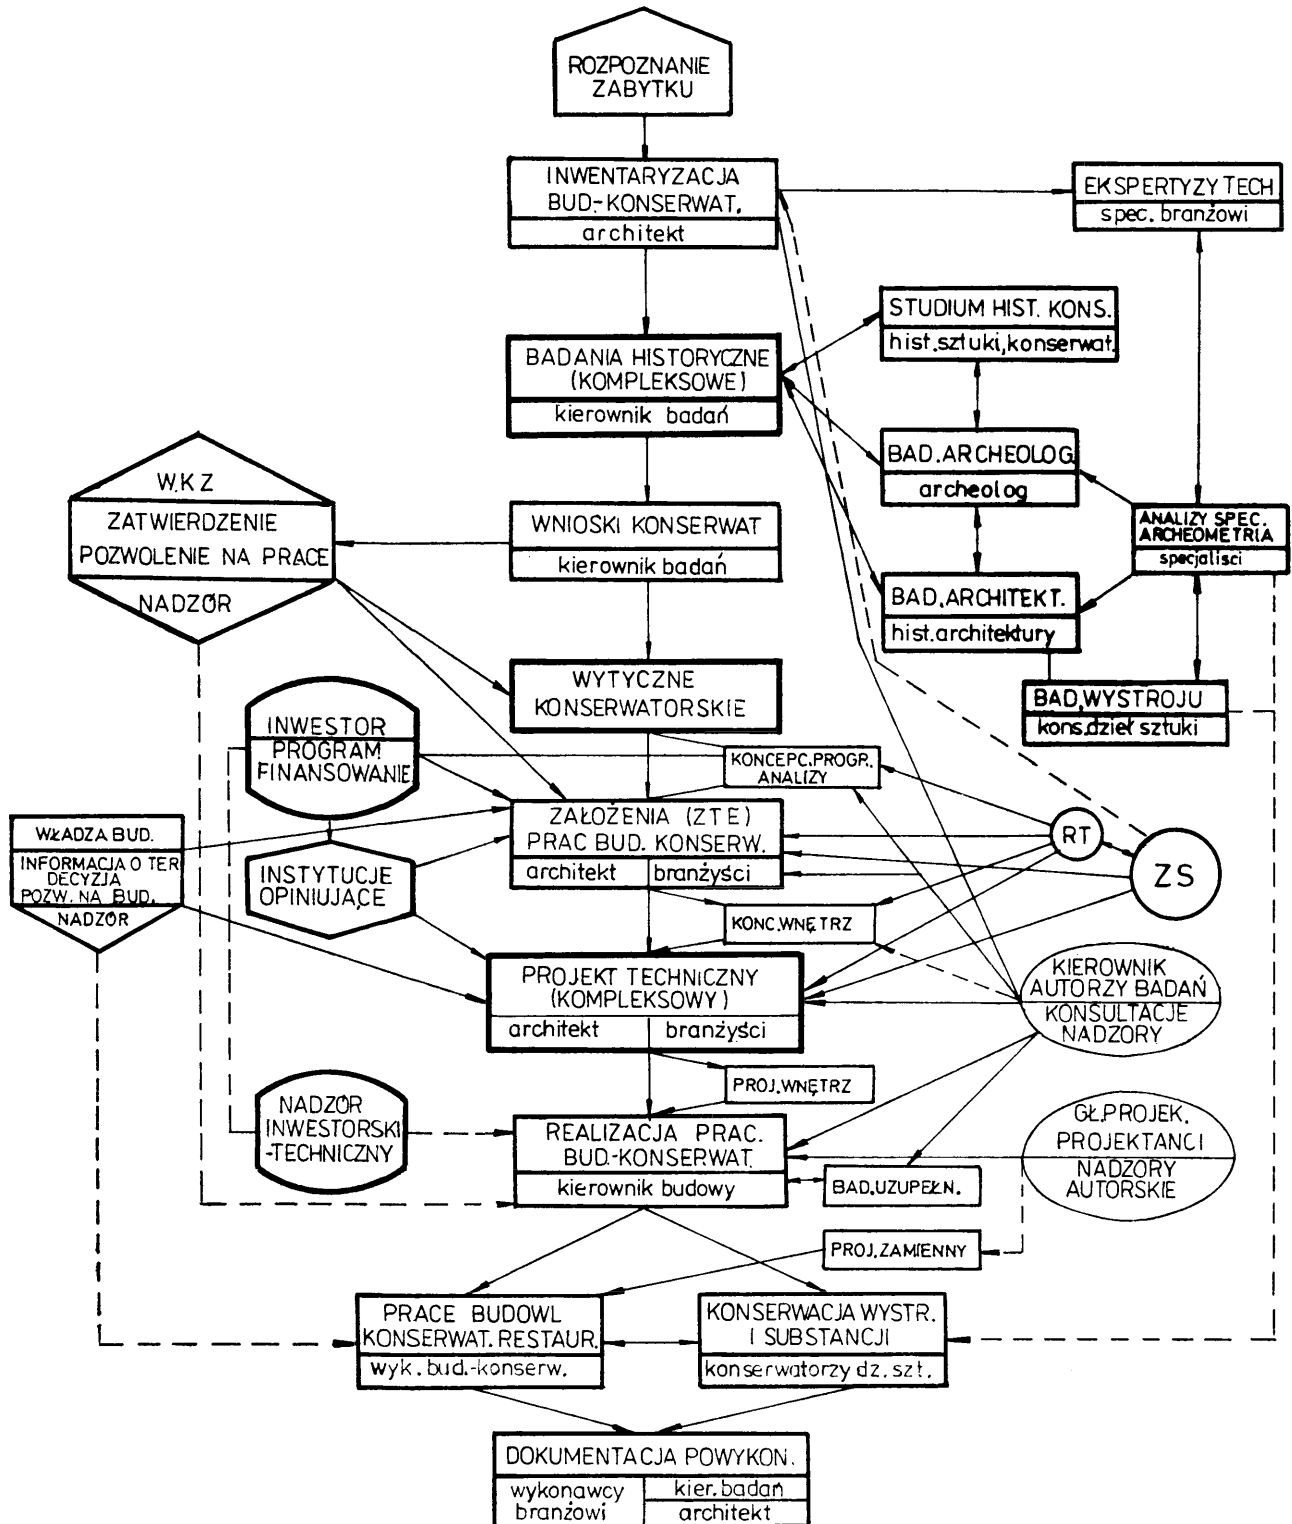 ROZPOZNANIE
ZABYTKU
INWENTARYZACJA
BUD.-KONSERWAT.
architekt
EKSPERTYZY TECH
spec. branżowi
STUDIUM HIST. KONS.
hist.sztuki, konserwat.
BADANIA HISTORYCZNE
(KOMPLEKSOWE)
kierownik badań
BAD. ARCHEOLOG
archeolog
W.K Z
ZATWIERDZENIE
POZWOLENIE NA PRACE
NADZÓR
WNIOSKI KONSERWAT
kierownik badań
ANALIZY SPEC.
ARCHEOMETRIA
specjalisci
BAD. ARCHITEKT.
hist.architektury
WYTYCZNE
KONSERWATORSKIE
BAD, WYSTROJU
kons.dzieł sztuki
INWESTOR
PROGRAM
FINANSOWANIE
KONCEPC.PROGR.
ANALIZY
ZAŁOŻENIA (ZTE)
PRAC BUD. KONSERW.
architekt branżyści
RT
ZS
WŁADZA BUD.
INFORMACJA O TER
DECYZJA
POZW. NA BUD.
NADZÓR
INSTYTUCJE
OPINIUJĄCE
KONC.WNĘTRZ
PROJEKT TECHNICZNY
(KOMPLEKSOWY)
architekt branżyści
KIEROWNIK
AUTORZY BADAŃ
KONSULTACJE
NADZORY
PROJ.WNĘTRZ
NADZÓR
INWESTORSKI
-TECHNICZNY
REALIZACJA PRAC.
BUD.-KONSERWAT.
kierownik budowy
GŁ.PROJEK.
PROJEKTANCI
NADZORY
AUTORSKIE
BAD.UZUPEŁN.
PROJ.ZAMIENNY
PRACE BUDOWL
KONSERWAT. RESTAUR.
wyk. bud.-konserw.
KONSERWACJA WYSTR.
I SUBSTANCJI
konserwatorzy dz. szt.
DOKUMENTACJA POWYKON.
wykonawcy
branżowi
kier. badań
architekt